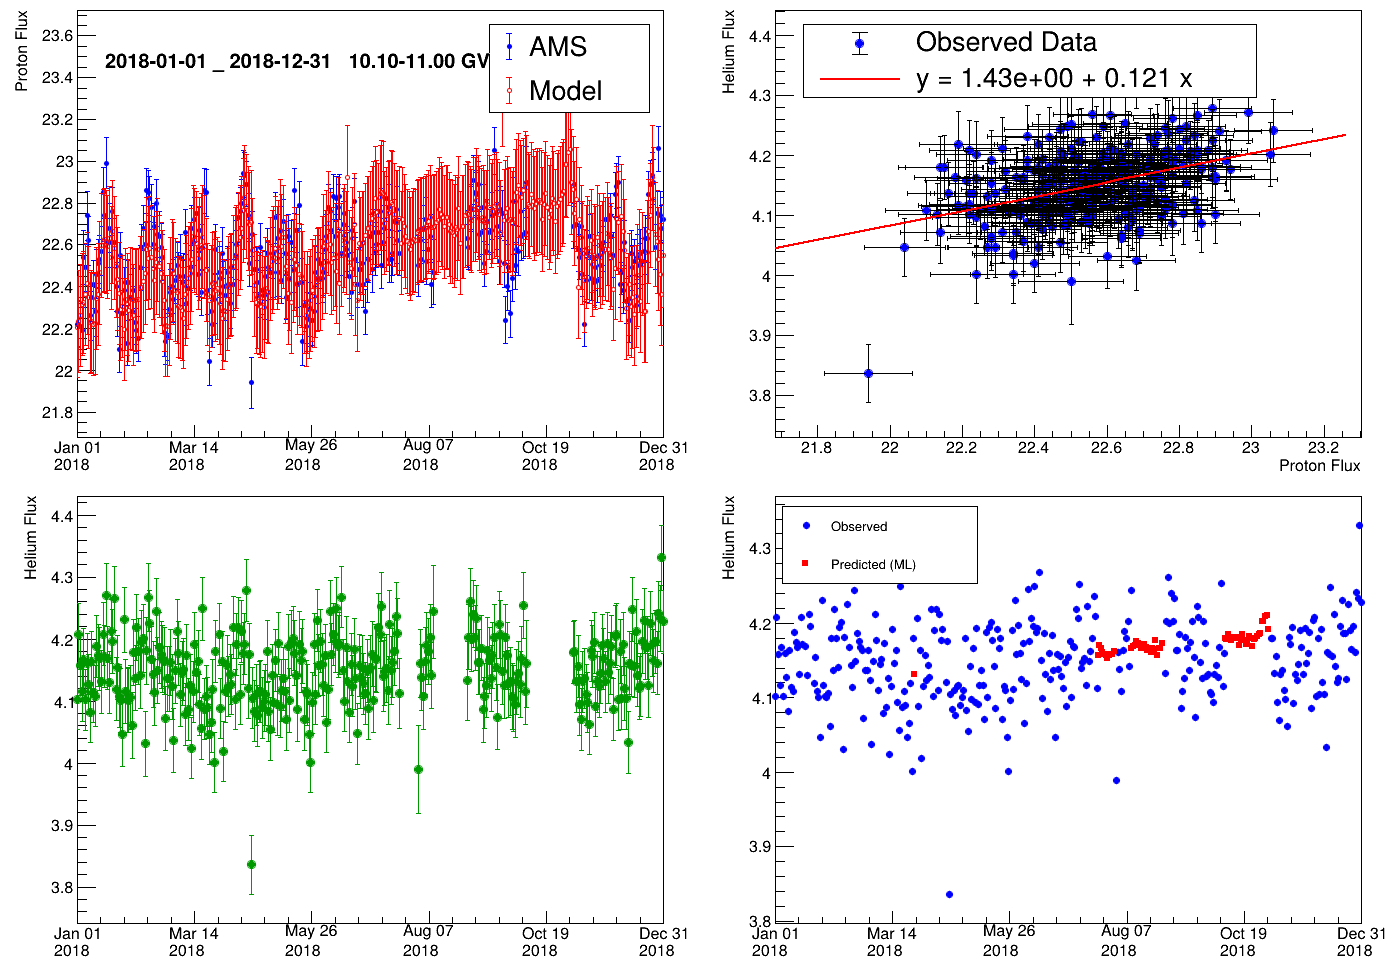 Proton Flux
23.6
23.4
23.2
23
22.8
22.6
22.4
22.2
22
21.8
2018-01-01 _ 2018-12-31 10.10-11.00 GV
AMS
Model
Jan 01
2018
Mar 14
2018
May 26
2018
Aug 07
2018
Oct 19
2018
Dec 31
2018
Helium Flux
4.4
4.3
4.2
4.1
4
3.9
3.8
Observed Data
y = 1.43e+00 + 0.121 x
21.8
22
22.2
22.4
22.6
22.8
23
23.2
Proton Flux
Helium Flux
4.4
4.3
4.2
4.1
4
3.9
3.8
Jan 01
2018
Mar 14
2018
May 26
2018
Aug 07
2018
Oct 19
2018
Dec 31
2018
Helium Flux
4.3
4.2
4.1
4
3.9
3.8
Observed
Predicted (ML)
Jan 01
2018
Mar 14
2018
May 26
2018
Aug 07
2018
Oct 19
2018
Dec 31
2018